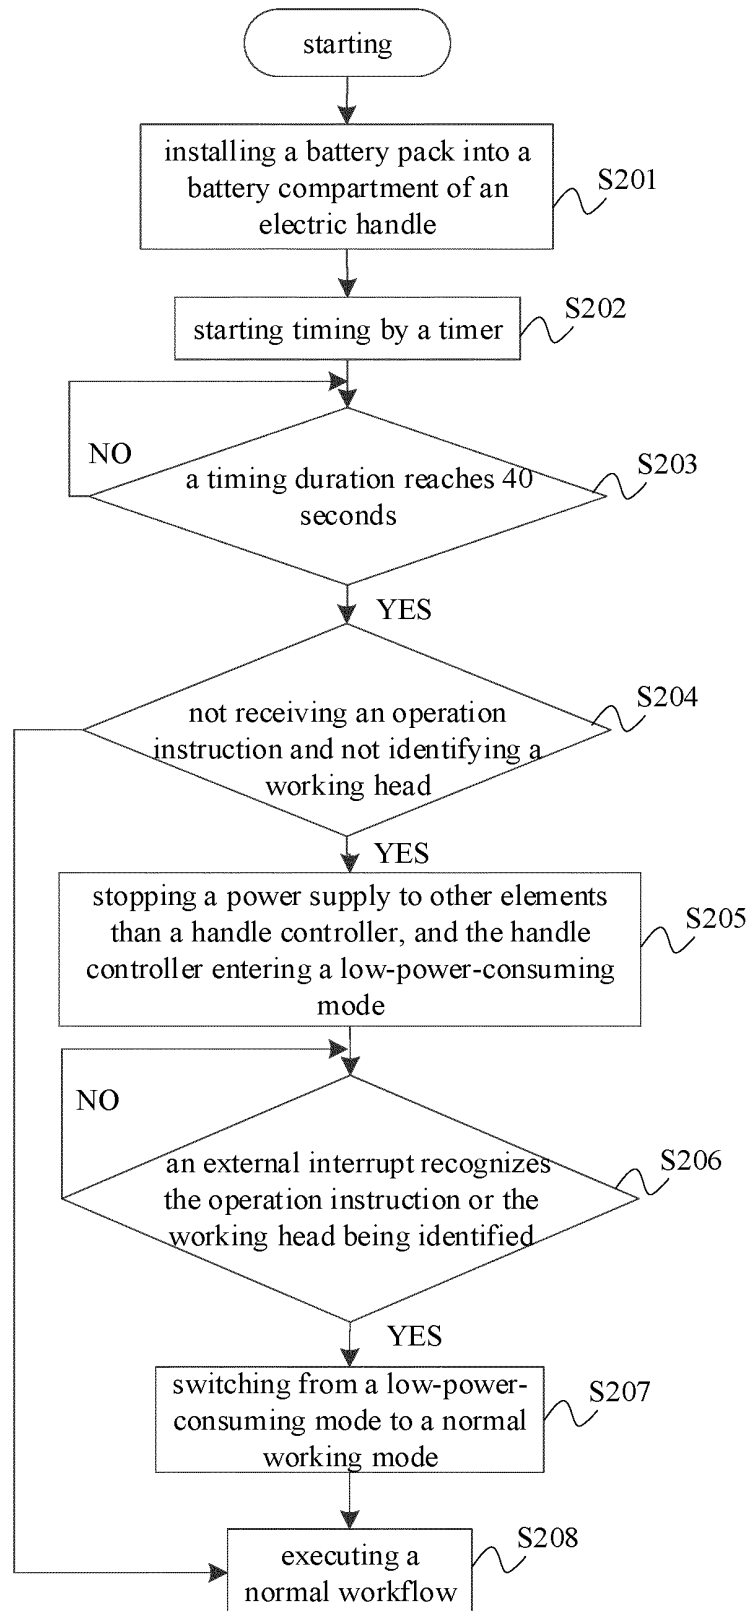 starting
installing a battery pack into a
battery compartment of an
electric handle
S201
starting timing by a timer
S202
NO
a timing duration reaches 40
seconds
S203
YES
not receiving an operation
instruction and not identifying a
working head
S204
YES
stopping a power supply to other elements
than a handle controller, and the handle
controller entering a low-power-consuming
mode
S205
NO
an external interrupt recognizes
the operation instruction or the
working head being identified
S206
YES
switching from a low-power-
consuming mode to a normal
working mode
S207
executing a
normal workflow
S208